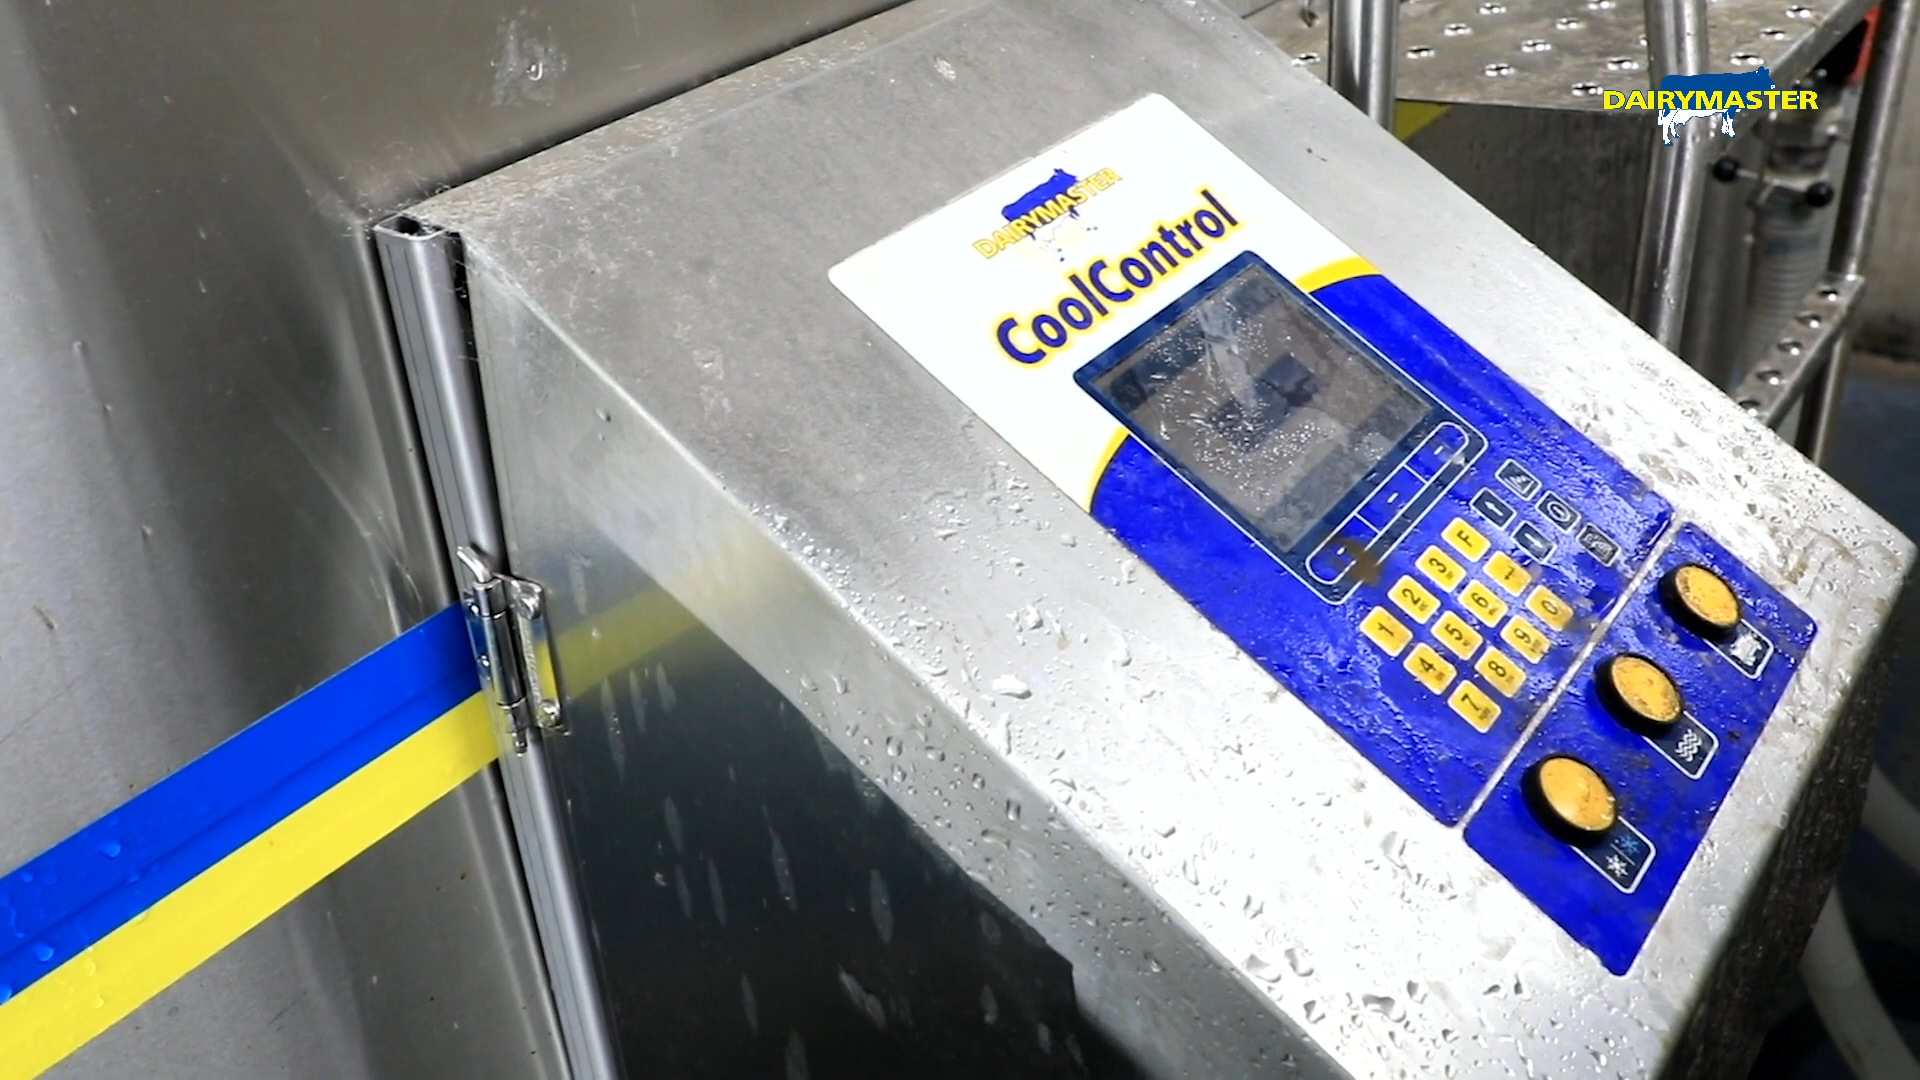 DAIRYMASTER
DAIRYMASTER
CoolControl
1 2 3 F
4 5 6
7 8 9 0